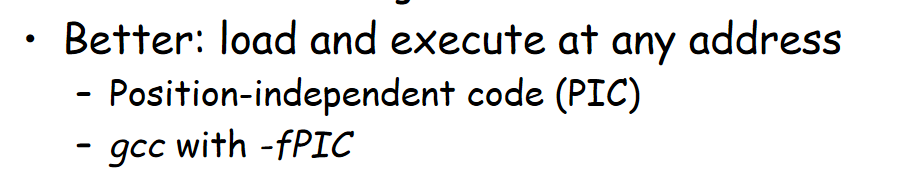 • Better: load and execute at any address
- Position-independent code (PIC)
- gcc with -fPIC